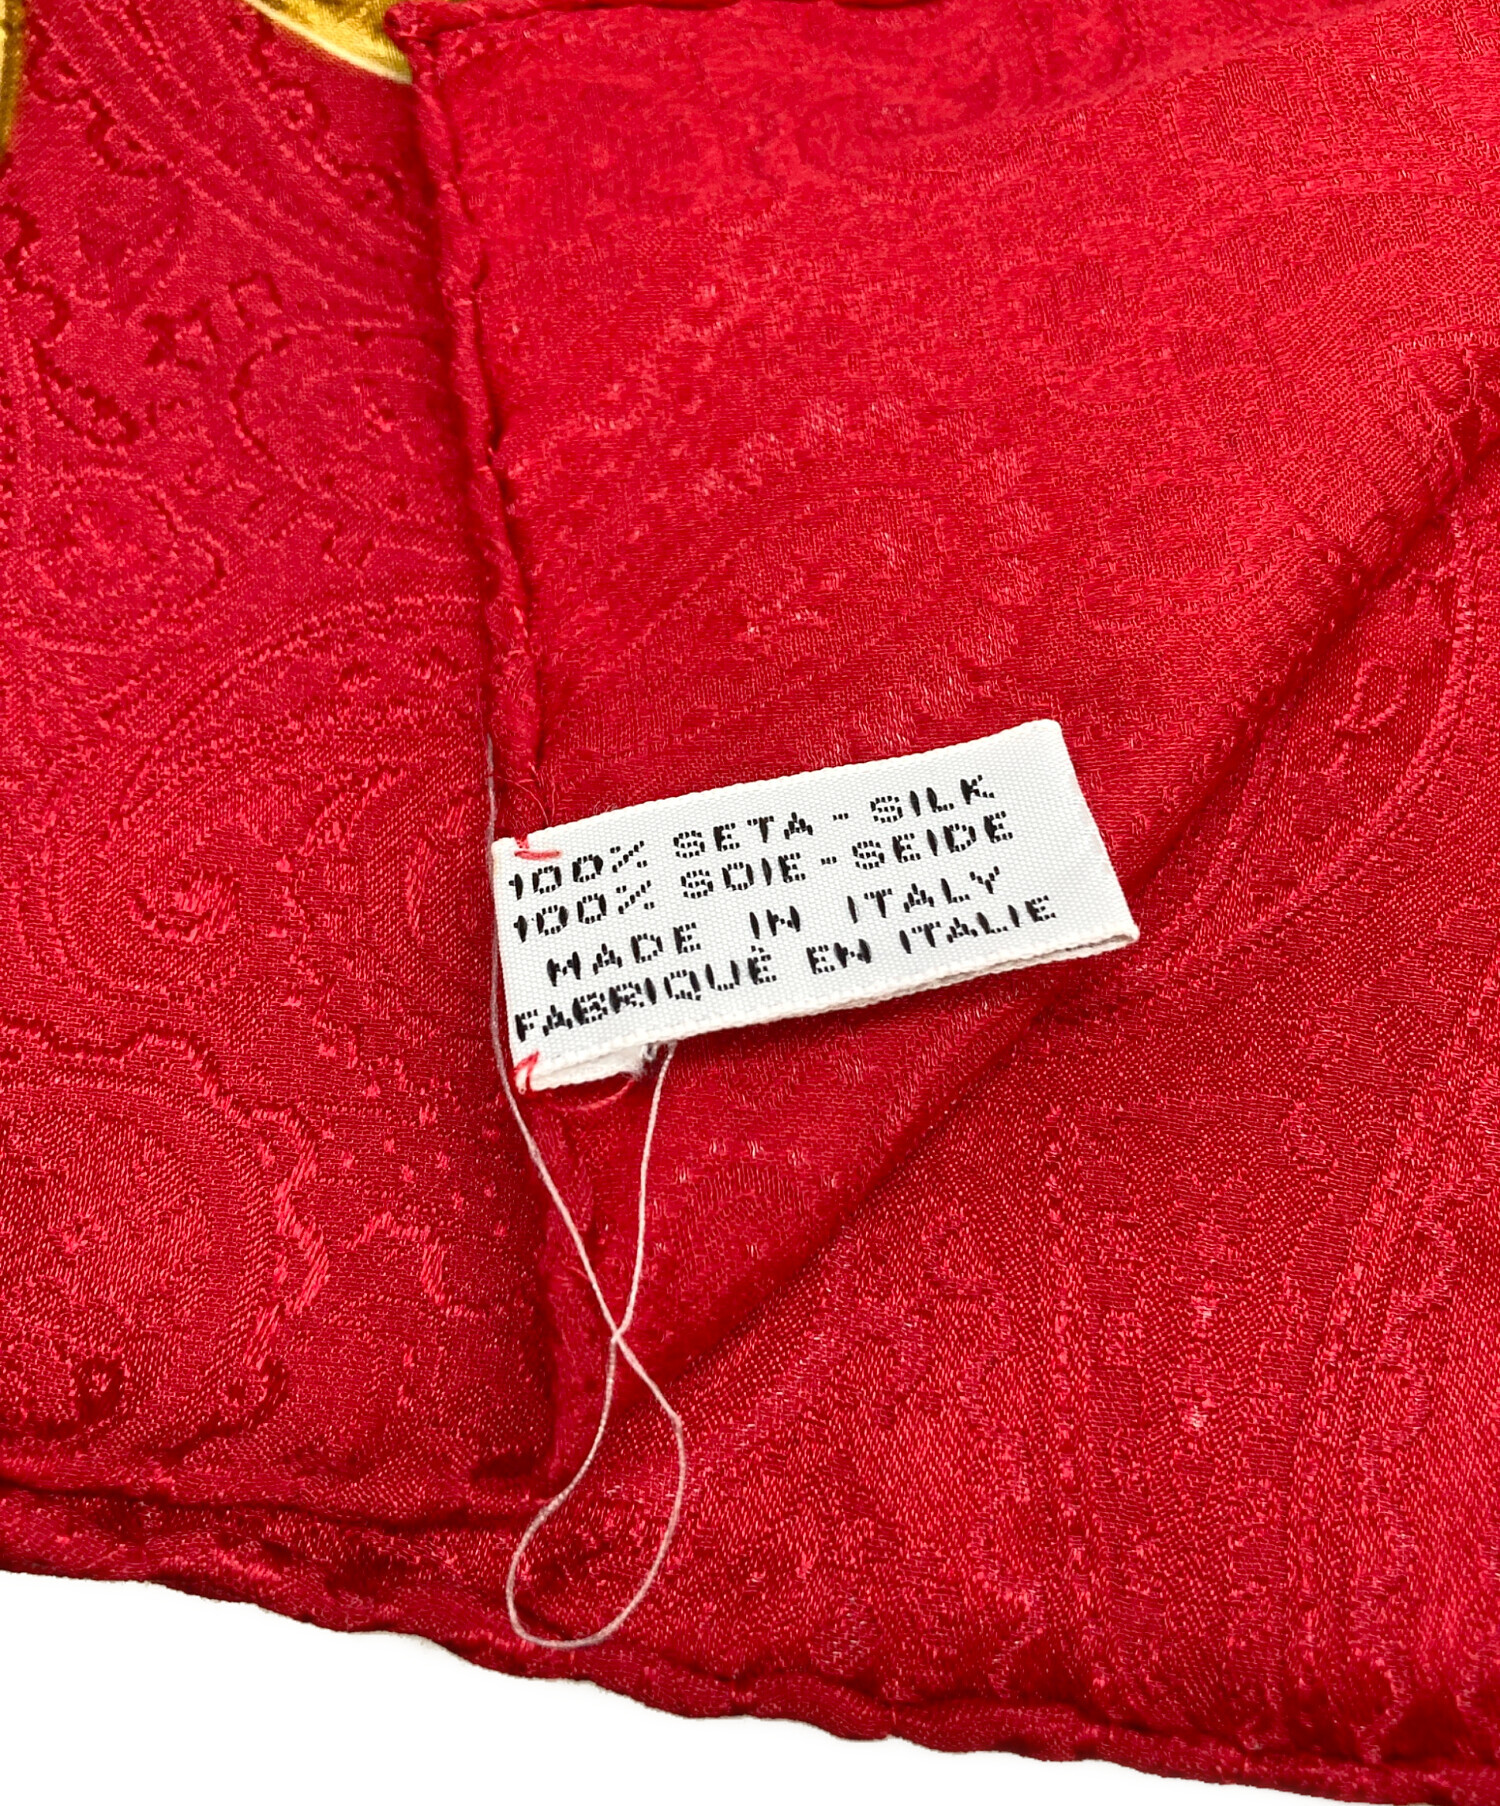 100% SETA - SILK
100% SOIE - SEIDE
MADE IN ITALY
FABRIQUÉ EN ITALIE